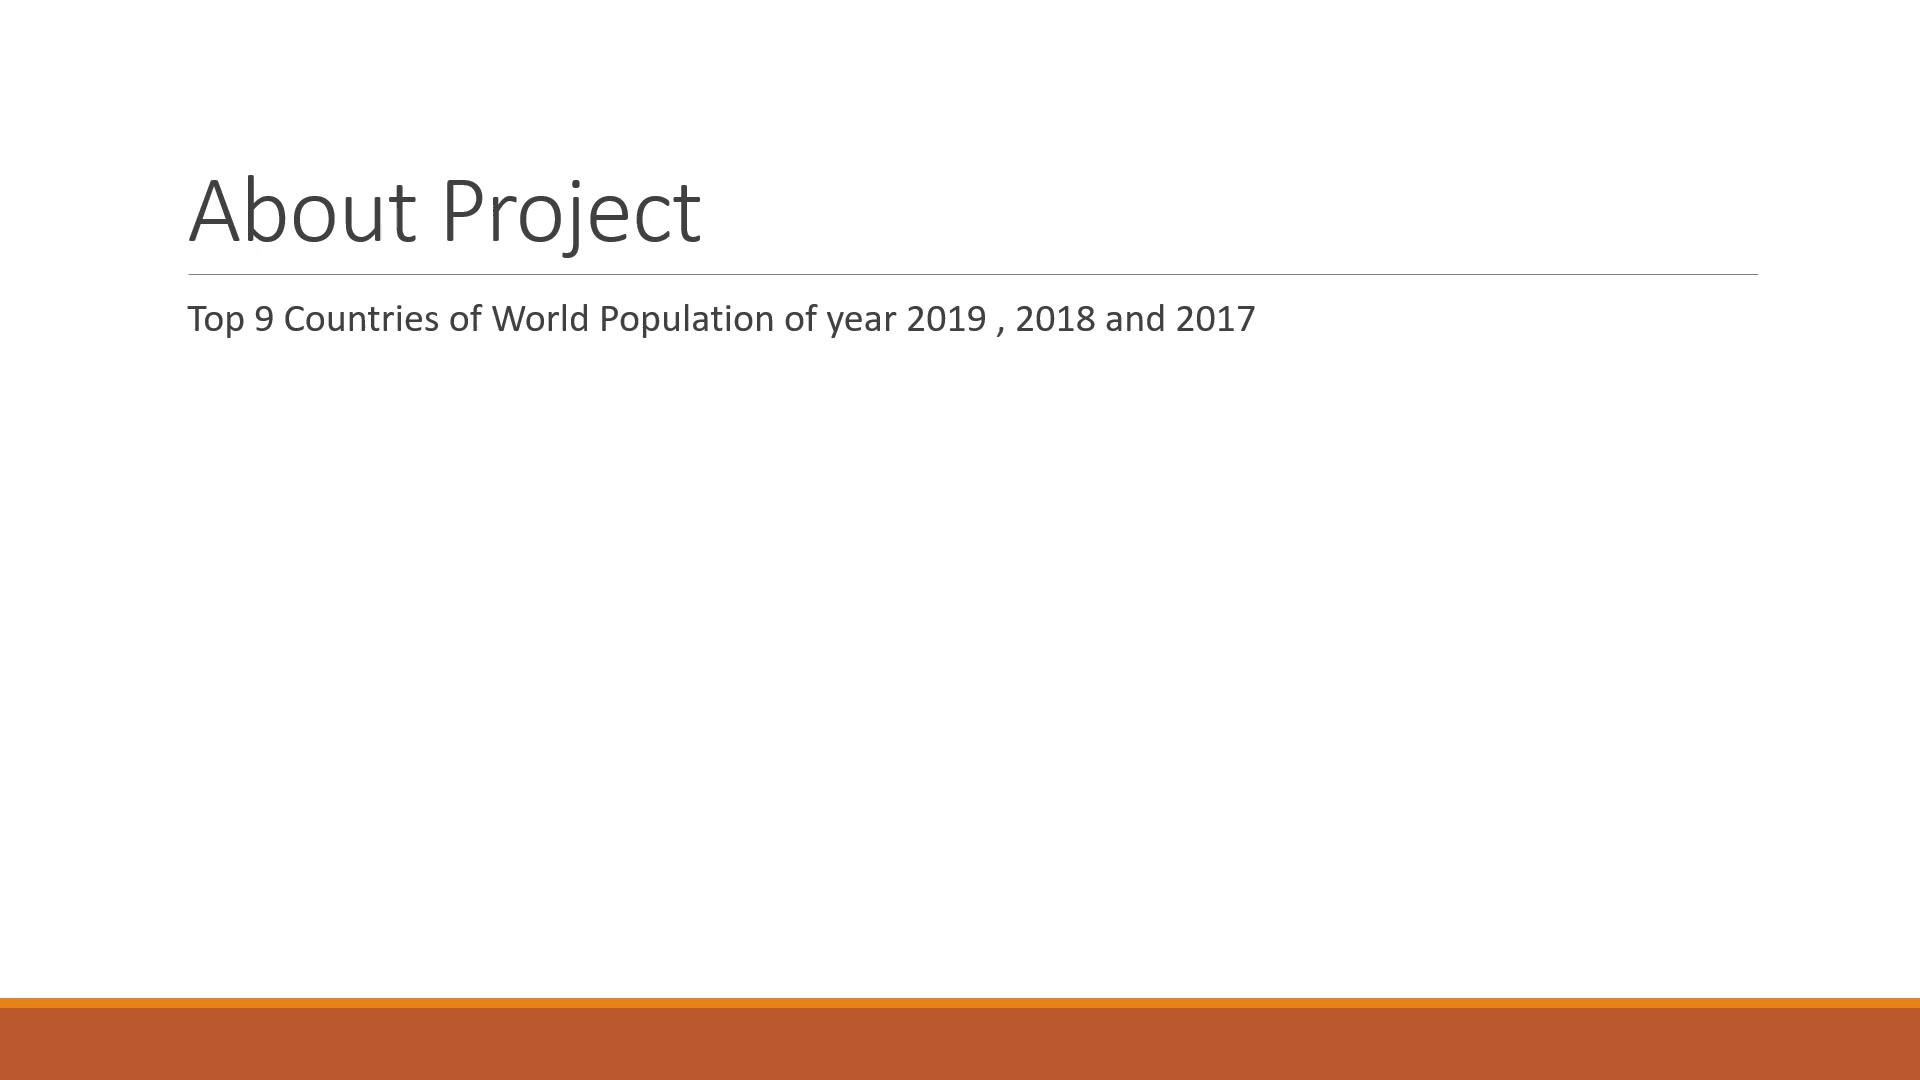 About Project
Top 9 Countries of World Population of year 2019 , 2018 and 2017